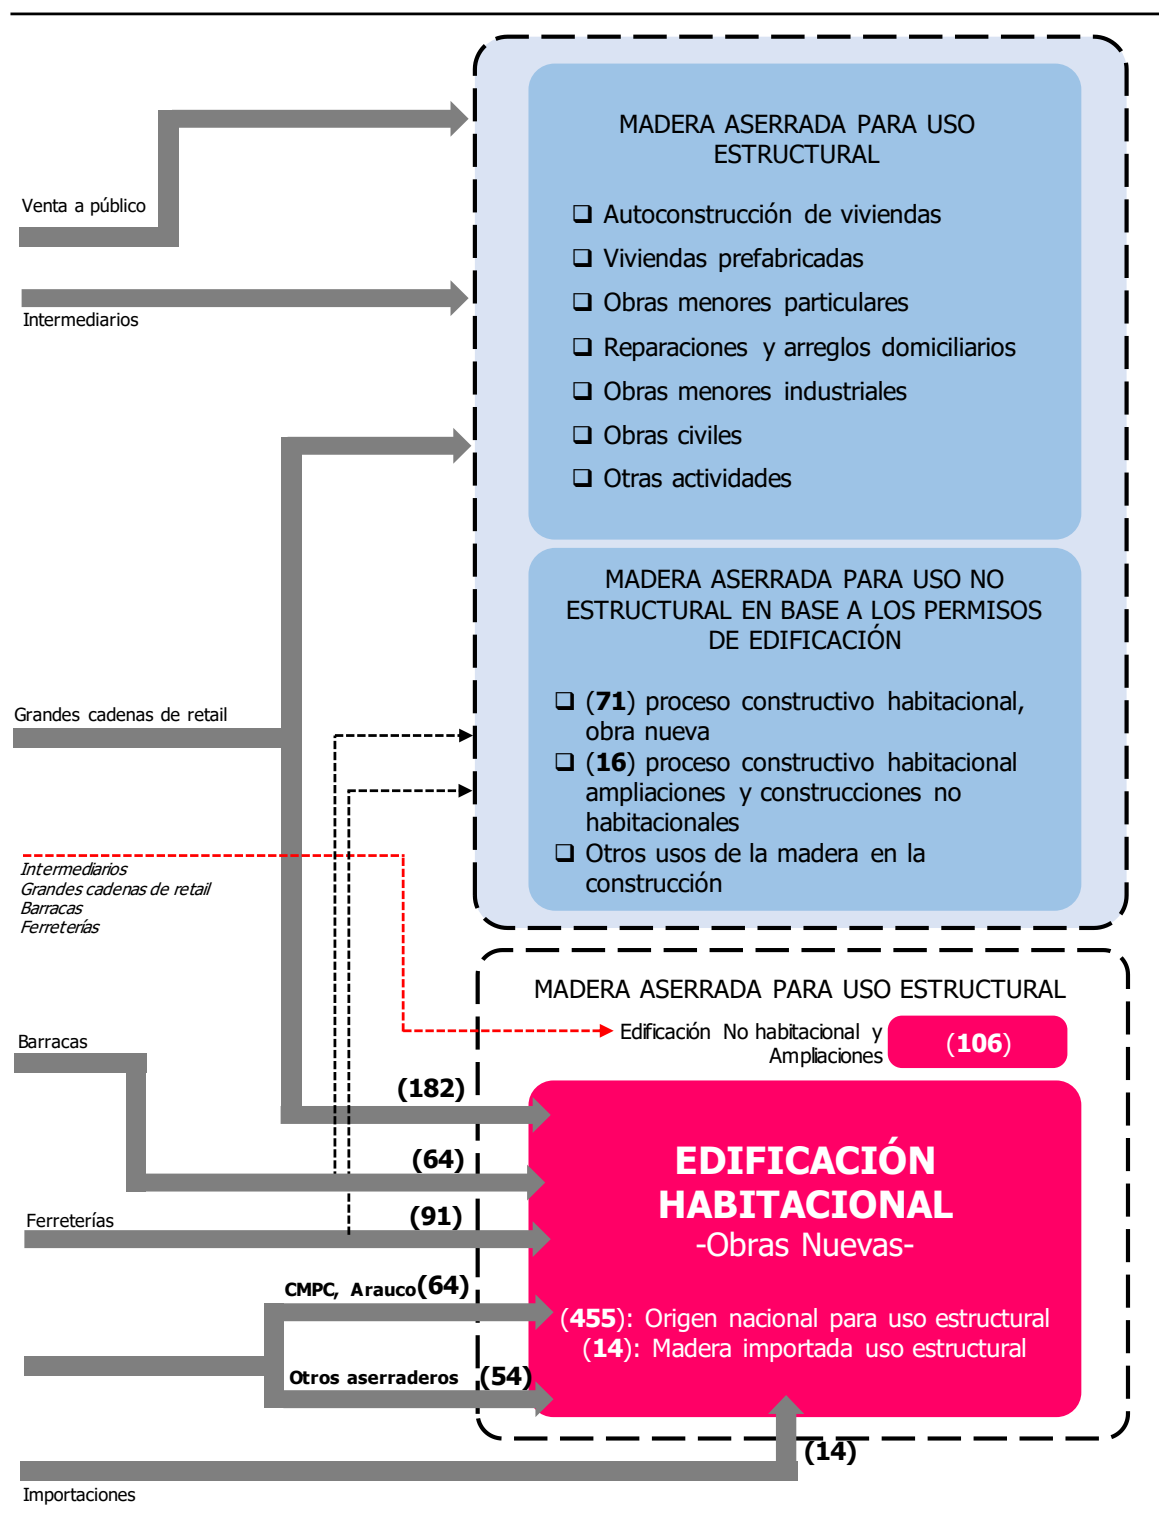 MADERA ASERRADA PARA USO
ESTRUCTURAL
❑ Autoconstrucción de viviendas
❑ Viviendas prefabricadas
❑ Obras menores particulares
❑ Reparaciones y arreglos domiciliarios
❑ Obras menores industriales
❑ Obras civiles
❑ Otras actividades
Venta a público
Intermediarios
MADERA ASERRADA PARA USO NO
ESTRUCTURAL EN BASE A LOS PERMISOS
DE EDIFICACIÓN
❑ (71) proceso constructivo habitacional,
obra nueva
❑ (16) proceso constructivo habitacional
ampliaciones y construcciones no
habitacionales
❑ Otros usos de la madera en la
construcción
Grandes cadenas de retail
Intermediarios
Grandes cadenas de retail
Barracas
Ferreterías
MADERA ASERRADA PARA USO ESTRUCTURAL
Edificación No habitacional y
Ampliaciones
(106)
Barracas
(182)
(64)
Ferreterías
(91)
CMPC, Arauco (64)
Otros aserraderos (54)
EDIFICACIÓN
HABITACIONAL
-Obras Nuevas-
(455): Origen nacional para uso estructural
(14): Madera importada uso estructural
(14)
Importaciones